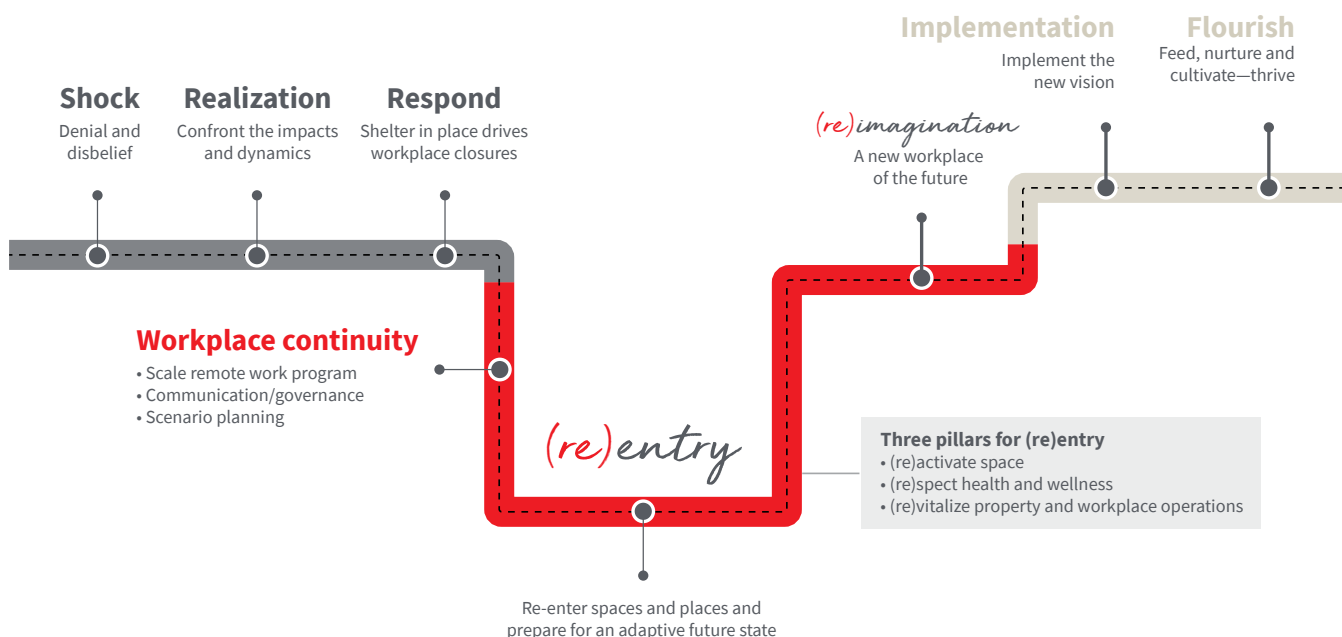 Shock
Denial and
disbelief
Realization
Confront the impacts
and dynamics
Respond
Shelter in place drives
workplace closures
Workplace continuity
• Scale remote work program
• Communication/governance
• Scenario planning
(re)entry
Re-enter spaces and places and
prepare for an adaptive future state
Three pillars for (re)entry
• (re)activate space
• (re)spect health and wellness
• (re)vitalize property and workplace operations
(re)imagination
A new workplace
of the future
Implementation
Implement the
new vision
Flourish
Feed, nurture and
cultivate—thrive